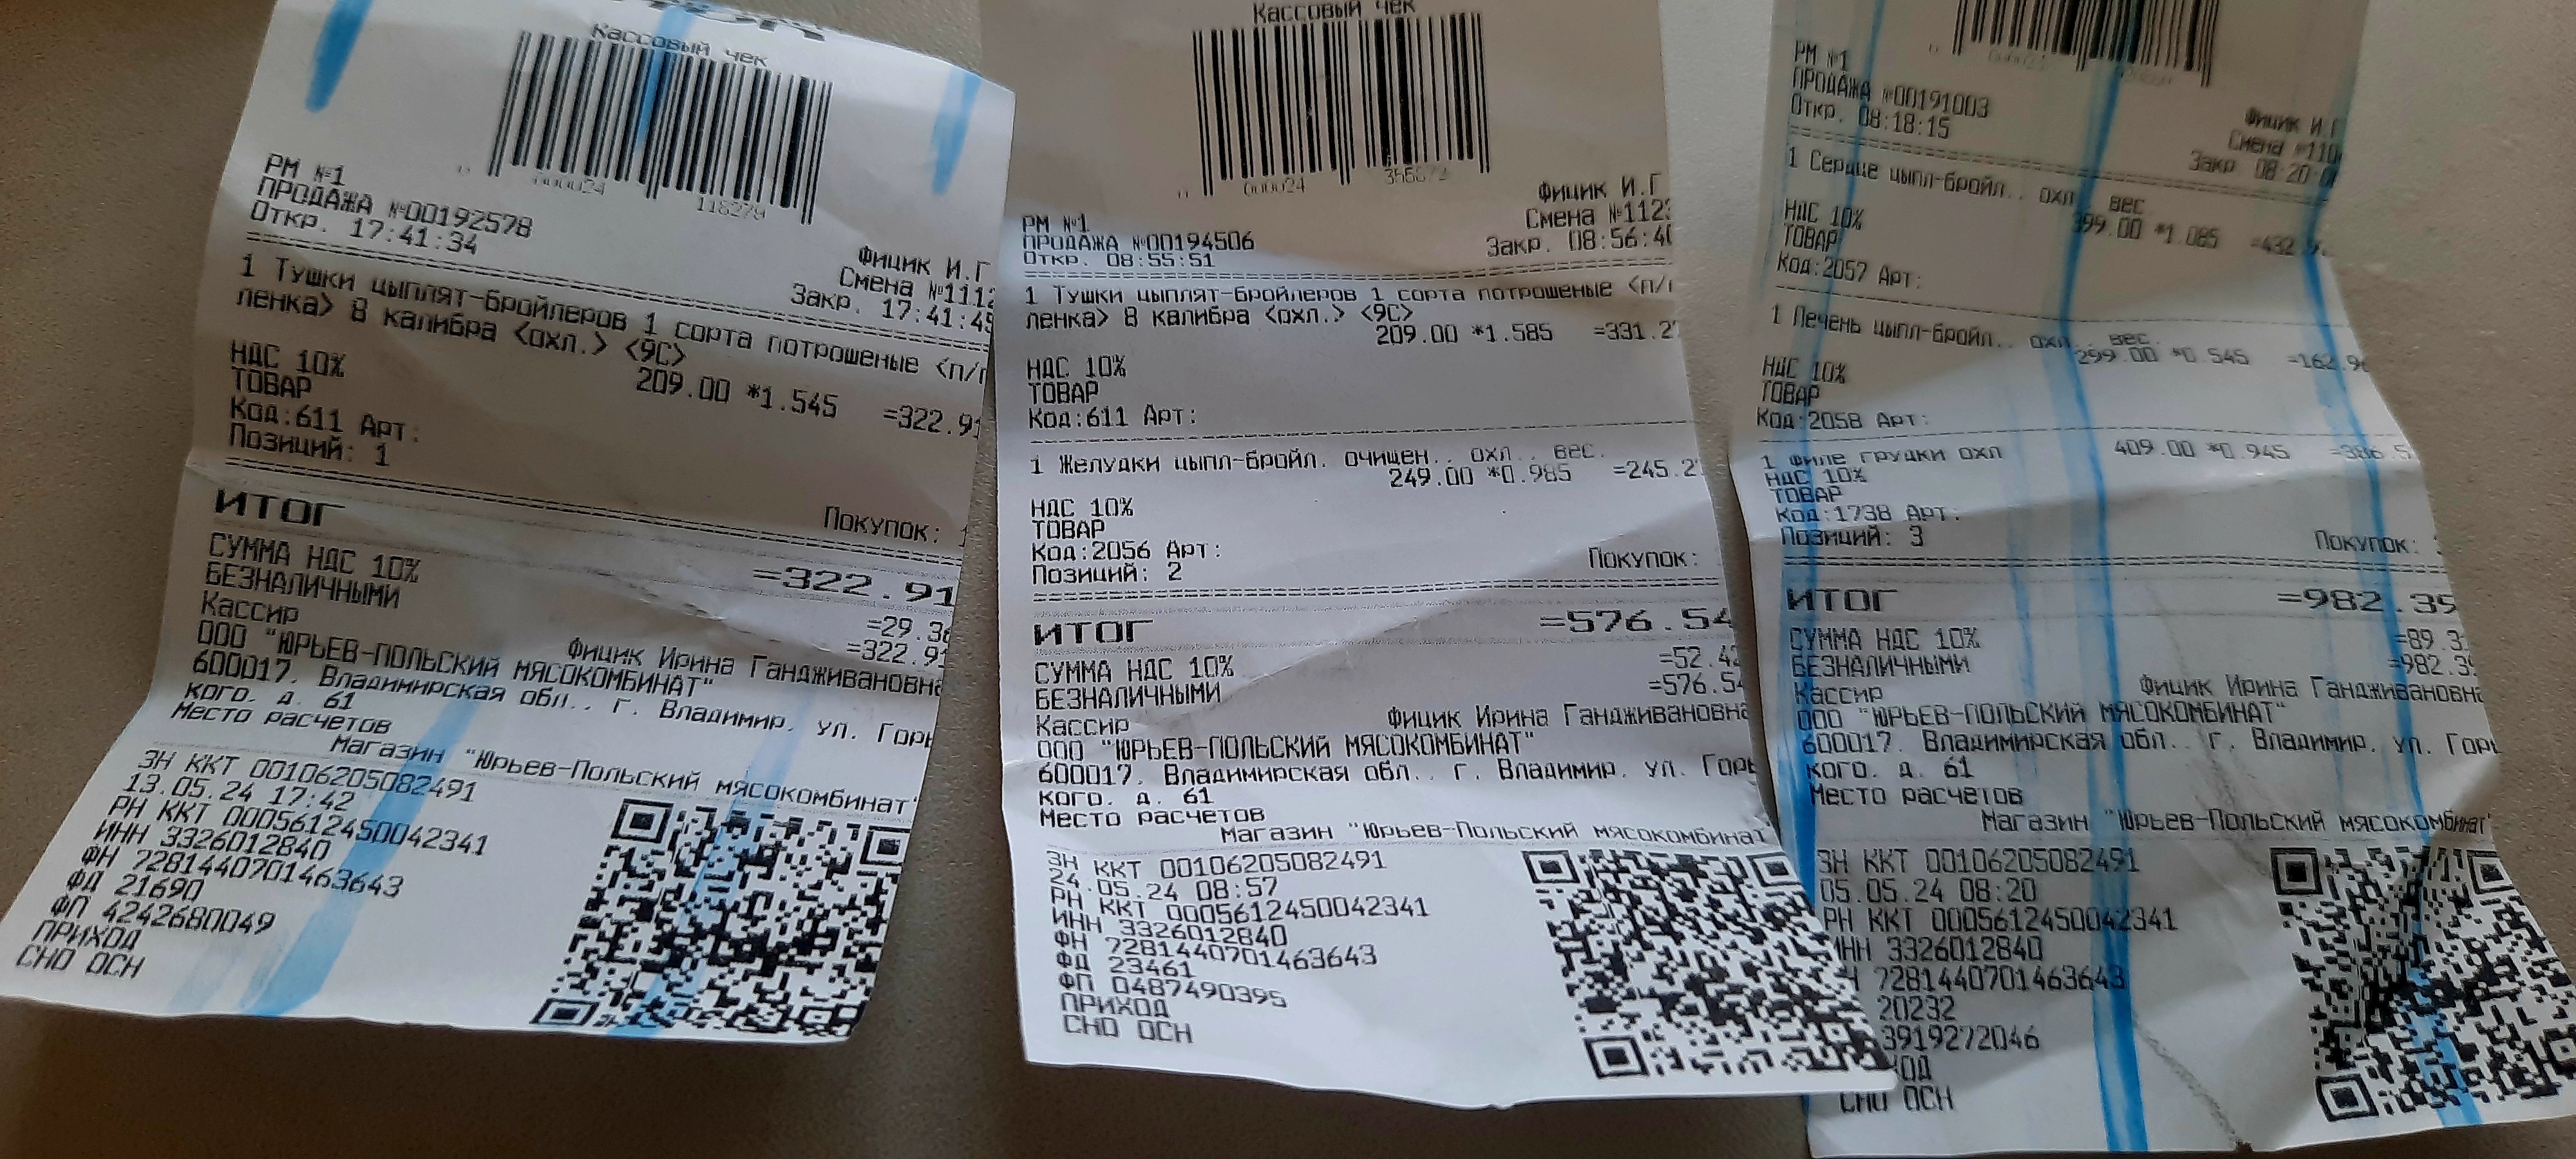 Кассовый чек
000024
118279
РМ №1
ПРОДАЖА №00192578
Откр. 17:41:34
Фицик И.Г
Смена №1112
Закр. 17:41:45
1 Тушки цыплят-бройлеров 1 сорта потрошеные <п/п
ленка> 8 калибра <охл.> <9С>
209.00 *1.545 =322.91
НДС 10%
ТОВАР
Код:611 Арт:
Позиций: 1
Покупок:
ИТОГ
=322.91
СУММА НДС 10% =29.36
БЕЗНАЛИЧНЫМИ =322.91
Кассир Фицик Ирина Гандживановна
ООО "ЮРЬЕВ-ПОЛЬСКИЙ МЯСОКОМБИНАТ"
600017, Владимирская обл., г. Владимир, ул. Горь
кого, д. 61
Место расчетов
Магазин "Юрьев-Польский мясокомбинат"
ЗН ККТ 00106205082491
13.05.24 17:42
РН ККТ 0005612450042341
ИНН 3326012840
ФН 7281440701463643
ФД 21690
ФП 4242680049
ПРИХОД
СНО ОСН
Кассовый чек
000024
РМ №1
ПРОДАЖА №00194506
Откр. 08:55:51
Фицик И.Г
Смена №1123
Закр. 08:56:40
1 Тушки цыплят-бройлеров 1 сорта потрошеные <п/п
ленка> 8 калибра <охл.> <9С>
209.00 *1.585 =331.27
НДС 10%
ТОВАР
Код:611 Арт:
1 Желудки цыпл-бройл. очищен., охл., вес.
249.00 *0.985 =245.27
НДС 10%
ТОВАР
Код:2056 Арт:
Позиций: 2
Покупок:
ИТОГ =576.54
СУММА НДС 10% =52.42
БЕЗНАЛИЧНЫМИ =576.54
Кассир Фицик Ирина Гандживановна
ООО "ЮРЬЕВ-ПОЛЬСКИЙ МЯСОКОМБИНАТ"
600017, Владимирская обл., г. Владимир, ул. Горь
кого, д. 61
Место расчетов
Магазин "Юрьев-Польский мясокомбинат
ЗН ККТ 00106205082491
24.05.24 08:57
РН ККТ 0005612450042341
ИНН 3326012840
ФН 7281440701463643
ФД 23461
ФП 0487490395
ПРИХОД
СНО ОСН
РМ №1
ПРОДАЖА №00191003
Откр. 08:18:15
Фицик И.Г
Смена №110
Закр 08:20:0
1 Сердце цыпл-бройл., охл., вес
399.00 *1.085 =432.9
НДС 10%
ТОВАР
Код:2057 Арт:
1 Печень цыпл-бройл., охл., вес.
299.00 *0.545 =162.96
НДС 10%
ТОВАР
Код:2058 Арт:
1 Филе грудки охл 409.00 *0.945 =386.5
НДС 10%
ТОВАР
Код:1738 Арт:
Позиций: 3
Покупок:
ИТОГ =982.39
СУММА НДС 10% =89.3
БЕЗНАЛИЧНЫМИ =982.39
Кассир Фицик Ирина Гандживановна
ООО "ЮРЬЕВ-ПОЛЬСКИЙ МЯСОКОМБИНАТ"
600017, Владимирская обл., г. Владимир, ул. Горь
кого, д. 61
Место расчетов
Магазин "Юрьев-Польский мясокомбинат"
ЗН ККТ 00106205082491
05.05.24 08:20
РН ККТ 0005612450042341
ИНН 3326012840
7281440701463643
20232
3919272046
ХОД
СНО ОСН